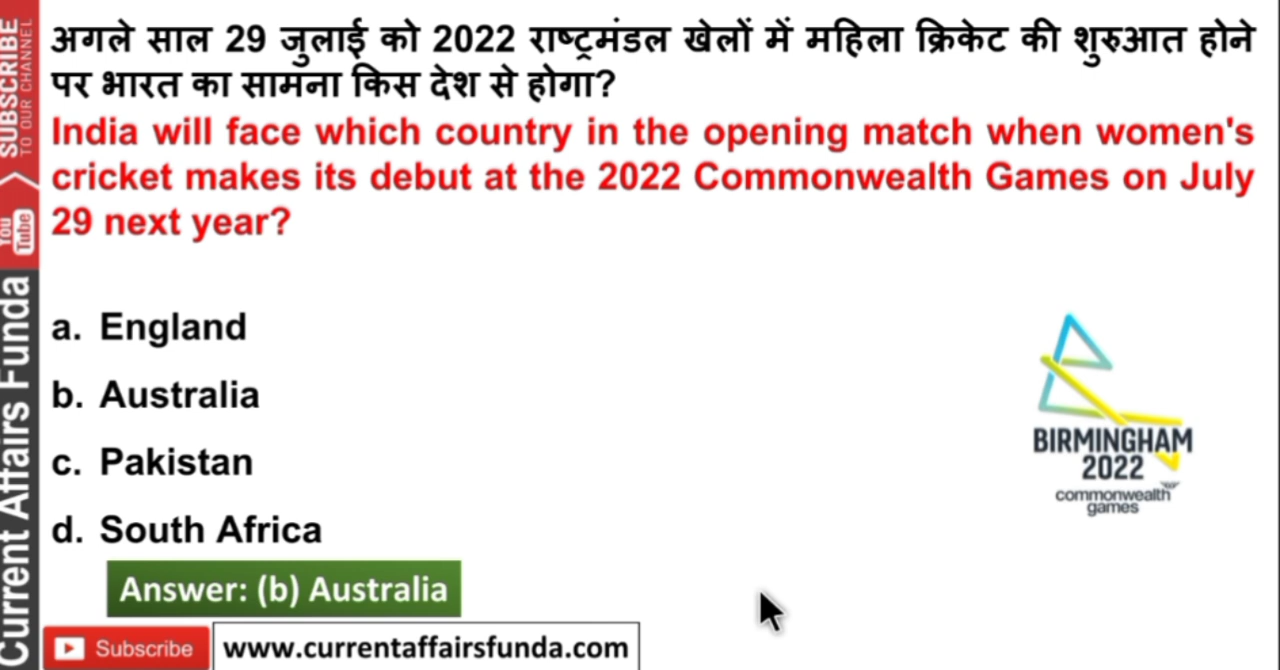 अगले साल 29 जुलाई को 2022 राष्ट्रमंडल खेलों में महिला क्रिकेट की शुरुआत होने
पर भारत का सामना किस देश से होगा?
India will face which country in the opening match when women's
cricket makes its debut at the 2022 Commonwealth Games on July
29 next year?
a. England
b. Australia
c. Pakistan
d. South Africa
Answer: (b) Australia
BIRMINGHAM
2022
commonwealth
games
Subscribe
www.currentaffairsfunda.com
SUBSCRIBE
TO OUR CHANNEL
You
Tube
Current Affairs Funda